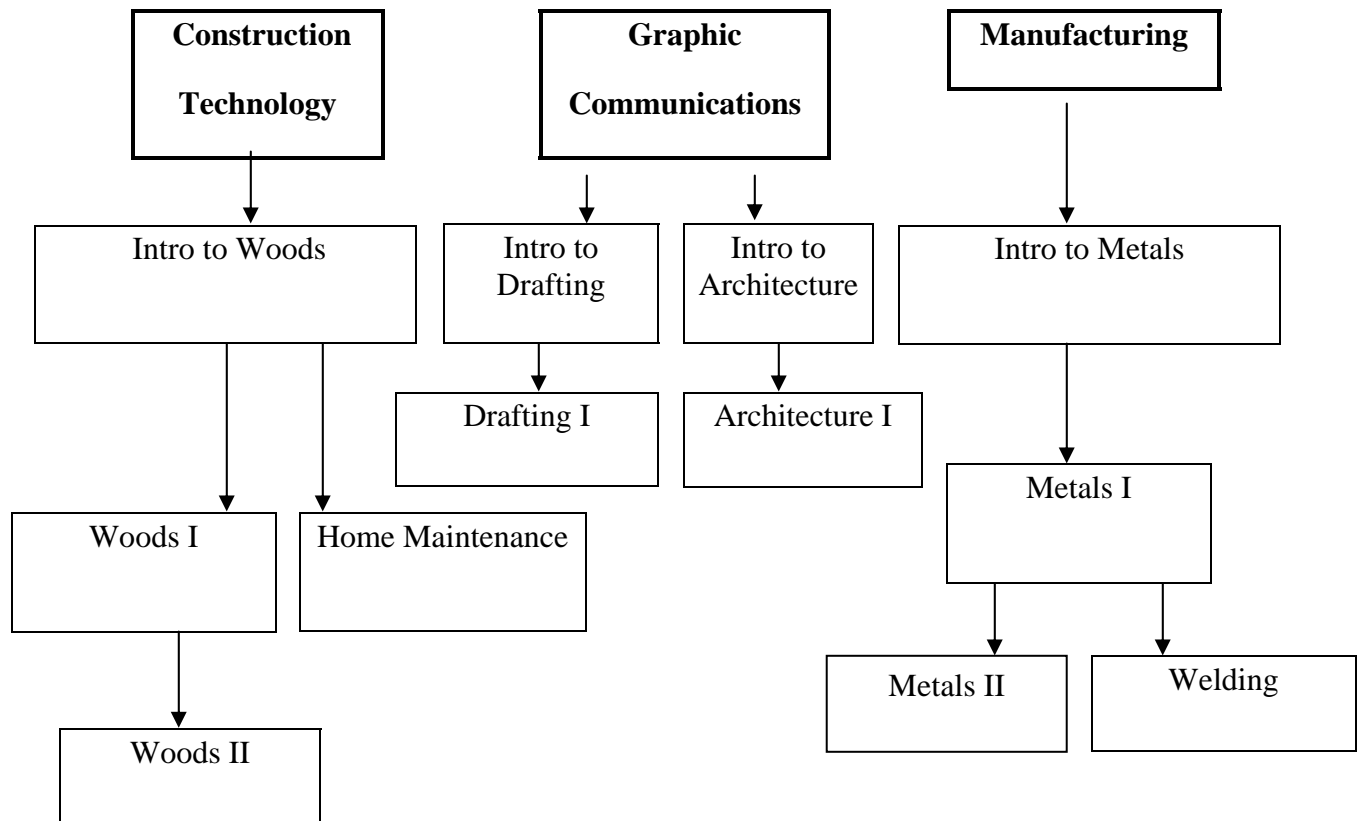 Construction
Technology
Graphic
Communications
Manufacturing
Intro to Woods
Intro to
Drafting
Intro to
Architecture
Intro to Metals
Drafting I
Architecture I
Metals I
Woods I
Home Maintenance
Metals II
Welding
Woods II